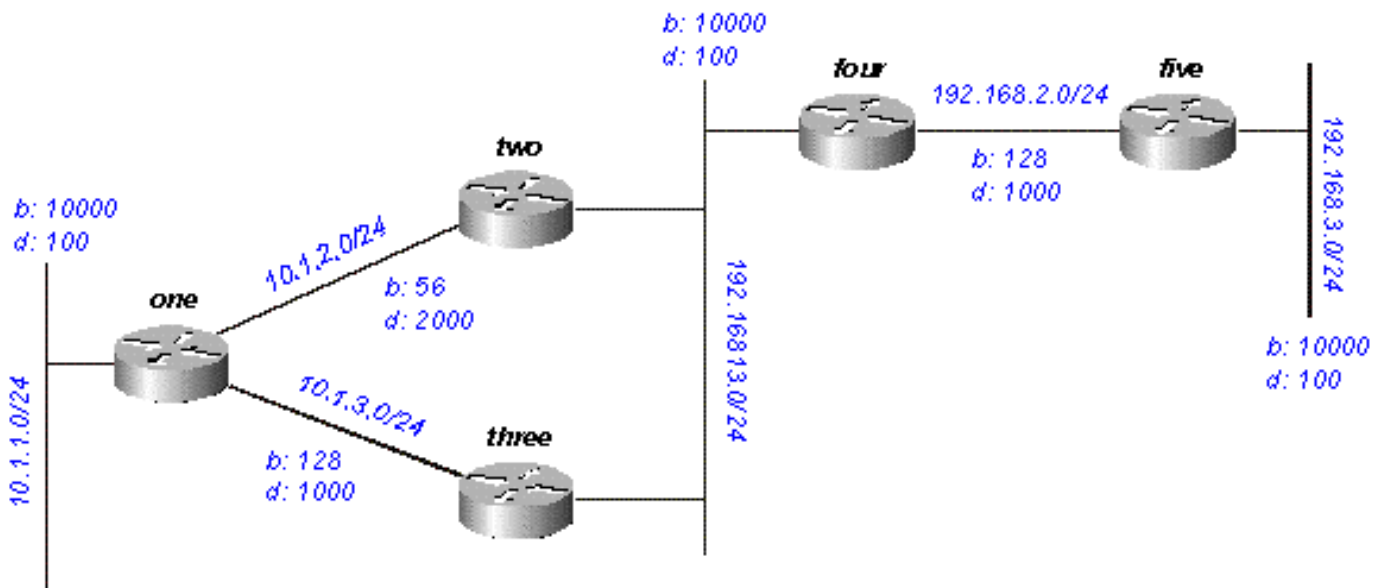 b: 10000
d: 100
four
five
192.168.2.0/24
b: 128
d: 1000
192.168.3.0/24
two
b: 10000
d: 100
10.1.2.0/24
b: 56
d: 2000
one
192.16813.0/24
b: 10000
d: 100
10.1.3.0/24
10.1.1.0/24
three
b: 128
d: 1000